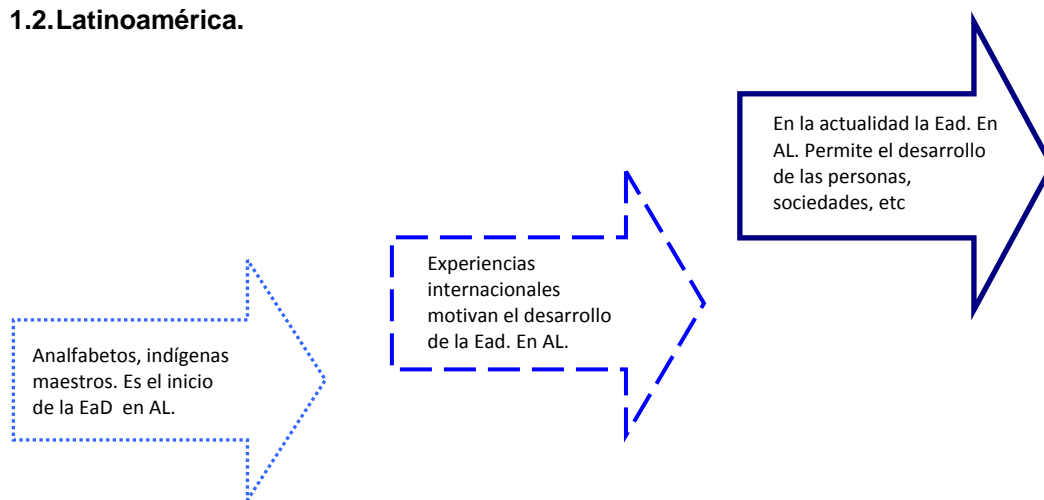 1.2.Latinoamérica.
En la actualidad la Ead. En
AL. Permite el desarrollo
de las personas,
sociedades, etc
Experiencias
internacionales
motivan el desarrollo
de la Ead. En AL.
Analfabetos, indígenas
maestros. Es el inicio
de la EaD en AL.